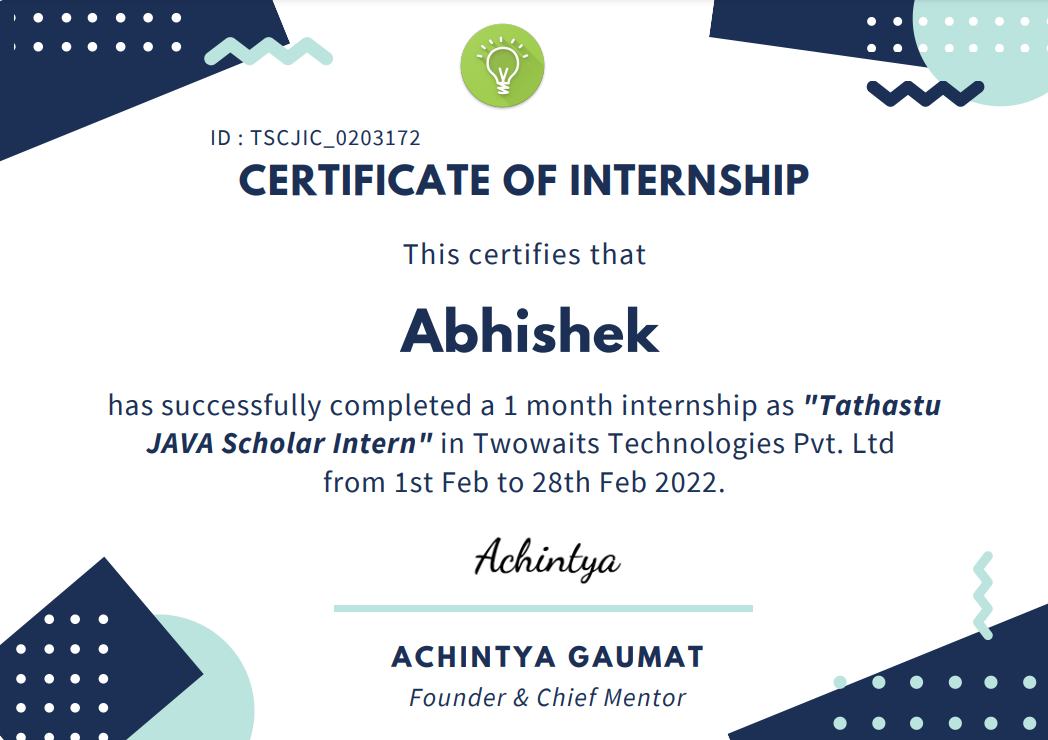 ID : TSCJIC_0203172
CERTIFICATE OF INTERNSHIP
This certifies that
Abhishek
has successfully completed a 1 month internship as "Tathastu
JAVA Scholar Intern" in Twowaits Technologies Pvt. Ltd
from 1st Feb to 28th Feb 2022.
Achintya
ACHINTYA GAUMAT
Founder & Chief Mentor